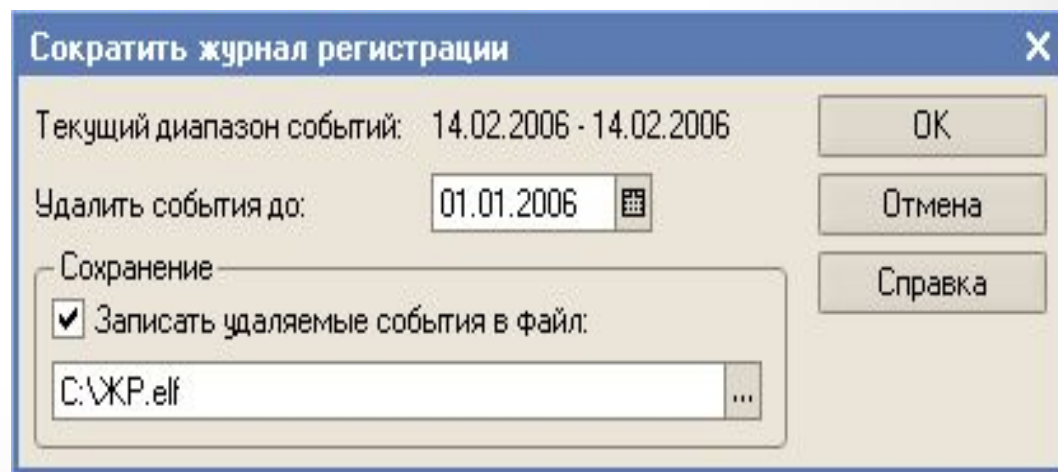 Сократить журнал регистрации
Текущий диапазон событий: 14.02.2006 - 14.02.2006
OK
Удалить события до: 01.01.2006
Отмена
Сохранение
Справка
Записать удаляемые события в файл:
C:\ЖР.elf
...